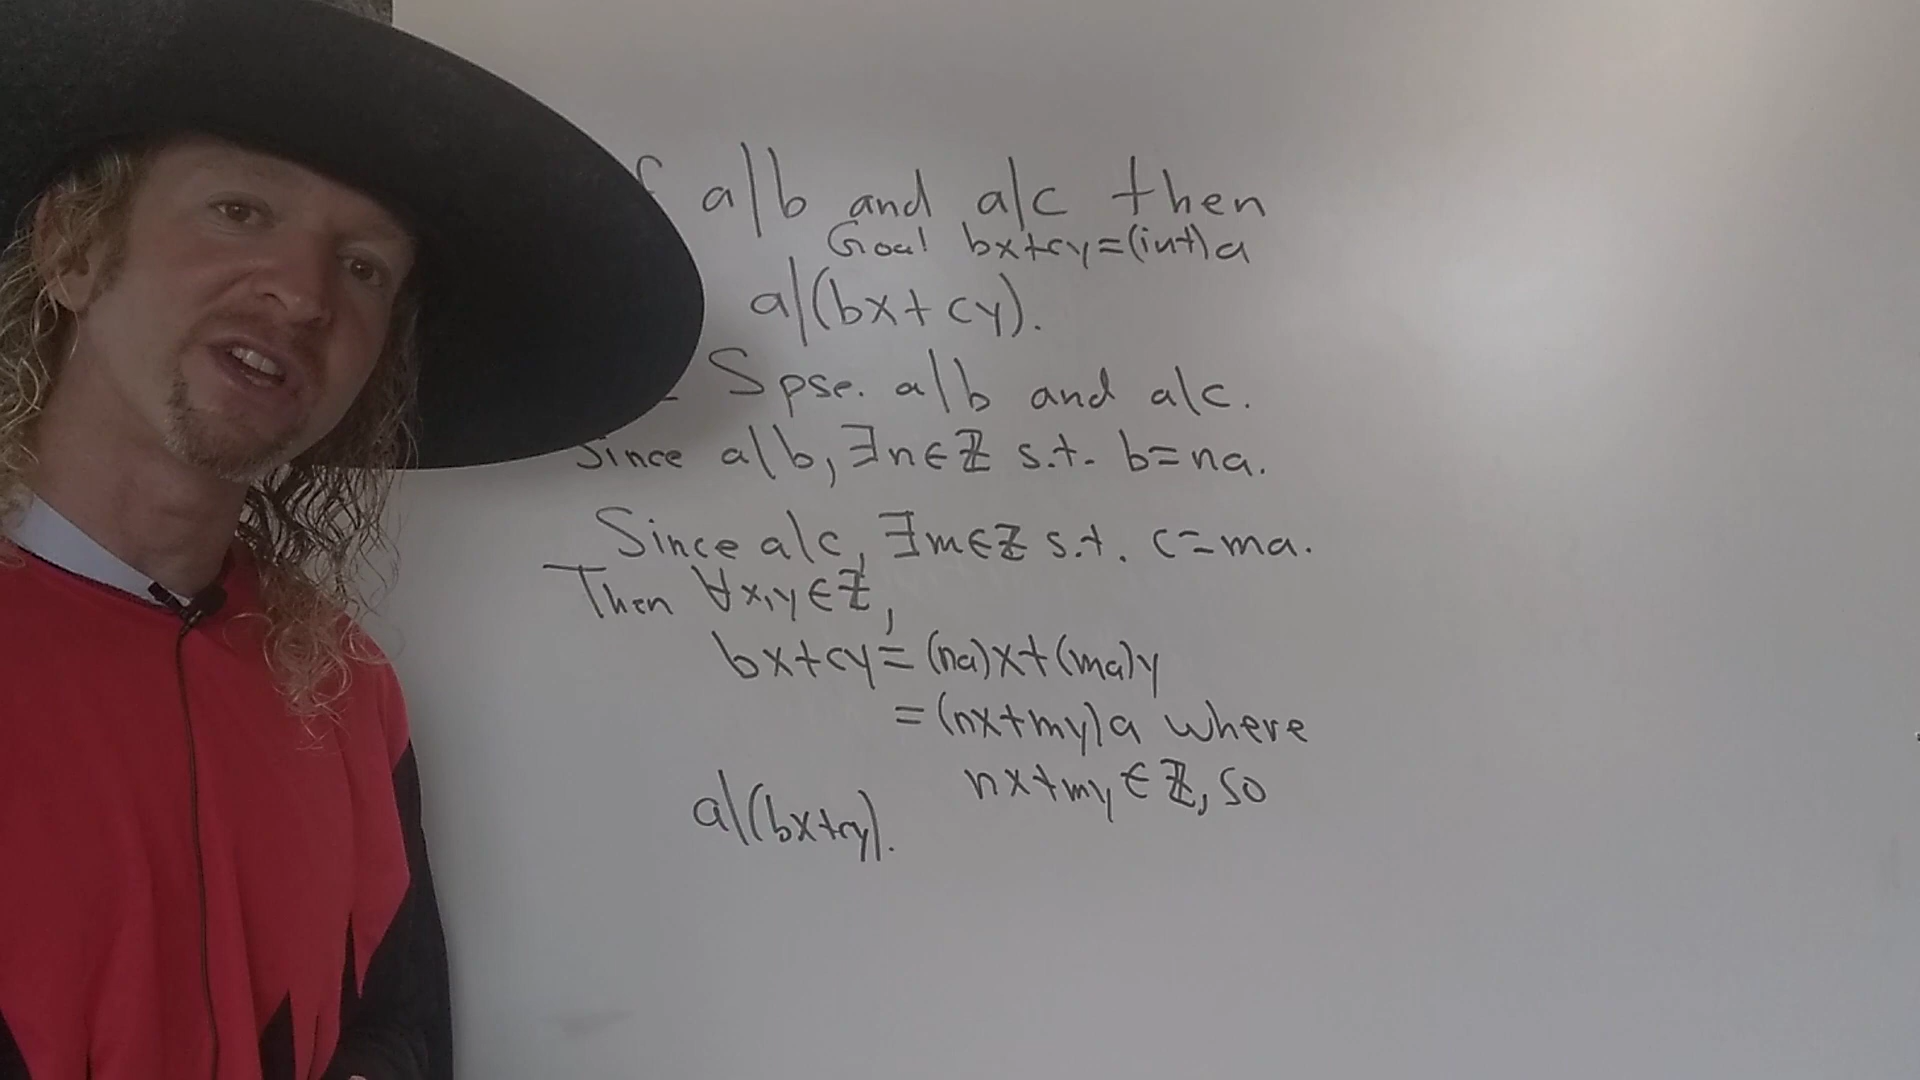 a|b and a|c then
Goal bx+cy=(int)a
a|(bx+cy).
Spse. a|b and a|c.
Since a|b, ∃n∈ℤ s.t. b=na.
Since a|c, ∃m∈ℤ s.t. c=ma.
Then ∀x,y∈ℤ,
bx+cy=(na)x+(ma)y
=(nx+my)a where
nx+my∈ℤ, so
a|(bx+cy).